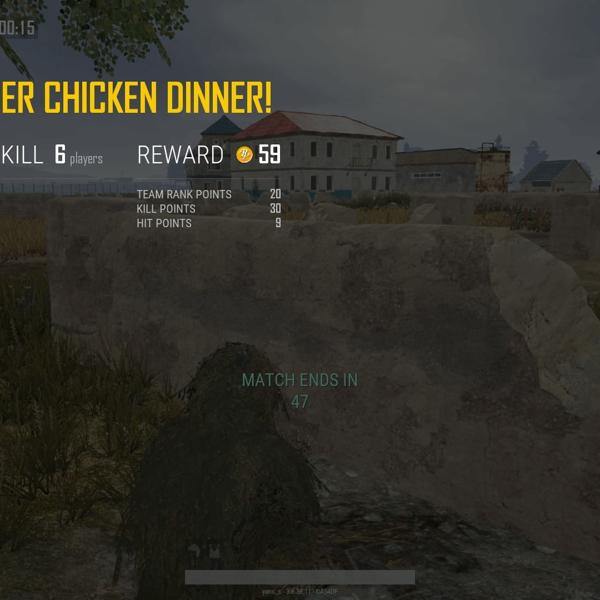 00:15
ER CHICKEN DINNER!
KILL 6 players REWARD 59
TEAM RANK POINTS 20
KILL POINTS 30
HIT POINTS 9
MATCH ENDS IN
47